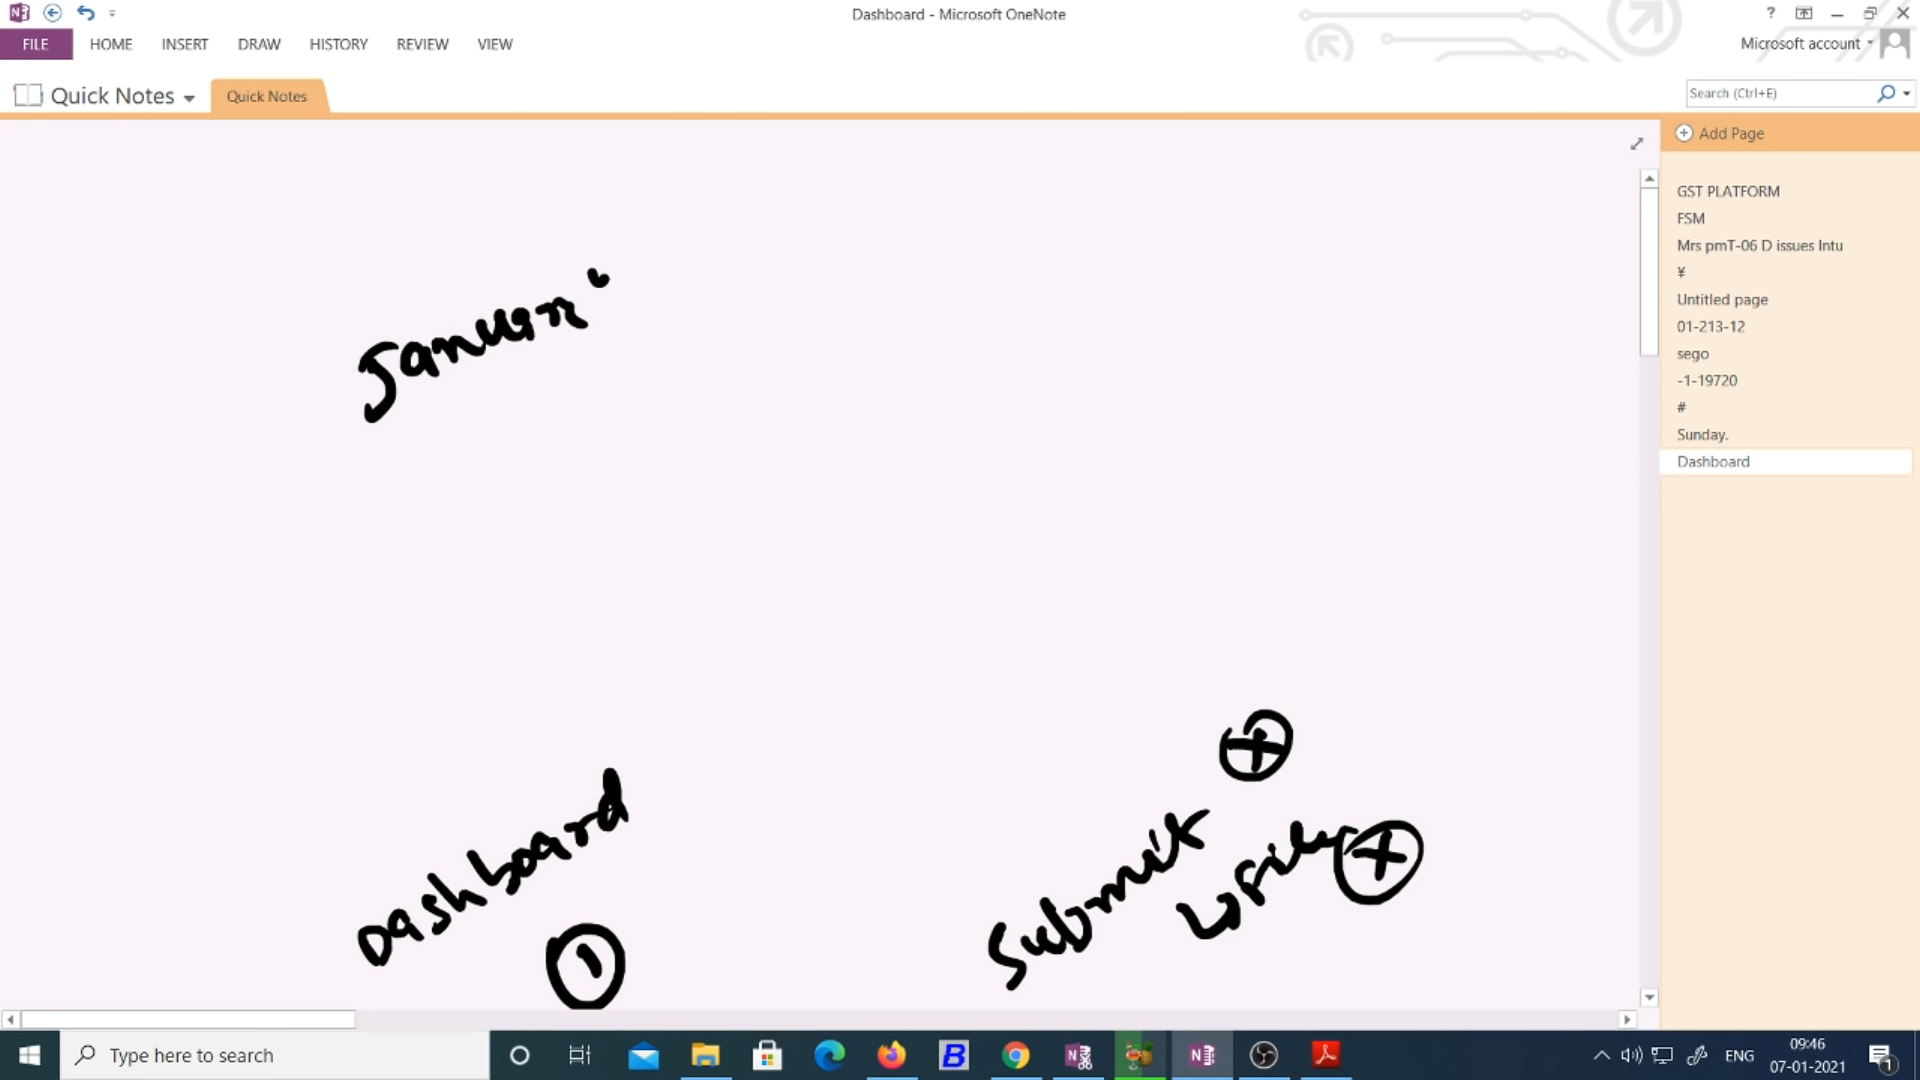 Dashboard - Microsoft OneNote
?
FILE HOME INSERT DRAW HISTORY REVIEW VIEW
Microsoft account
Quick Notes
Quick Notes
Search (Ctrl+E)
Add Page
GST PLATFORM
FSM
Mrs pmT-06 D issues Intu
¥
Untitled page
01-213-12
sego
-1-19720
#
Sunday.
Dashboard
Dashboard
1
Submit
+
+
Type here to search
ENG
09:46
07-01-2021
1